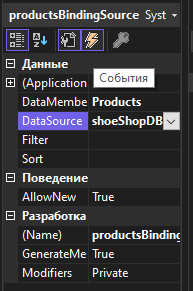 productsBindingSource Syst
Данные
(Application
События
DataMembe Products
DataSource shoeShopDB
Filter
Sort
Поведение
AllowNew True
Разработка
(Name) productsBinding
GenerateMe True
Modifiers Private